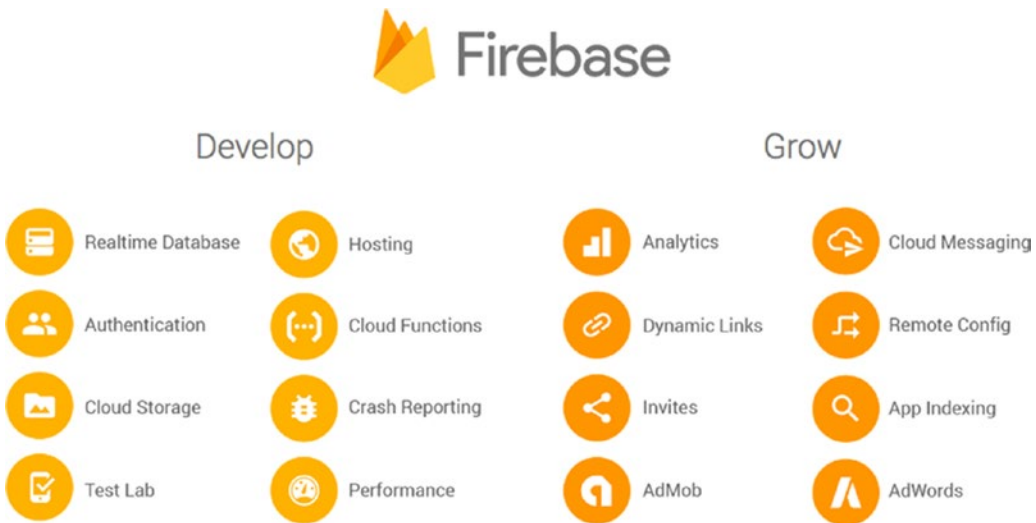 Firebase
Develop
Grow
Realtime Database
Hosting
Analytics
Cloud Messaging
Authentication
Cloud Functions
Dynamic Links
Remote Config
Cloud Storage
Crash Reporting
Invites
App Indexing
Test Lab
Performance
AdMob
AdWords